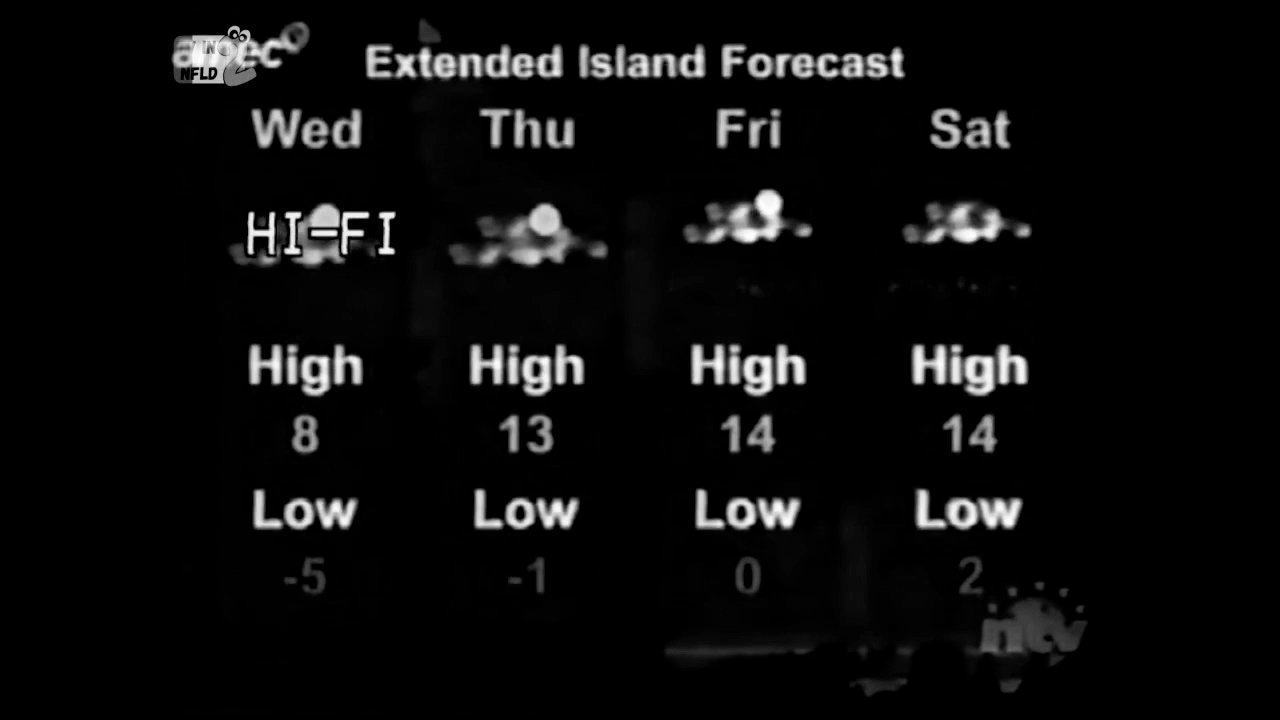 IN
NFLD
Extended Island Forecast
Wed Thu Fri Sat
HI-FI
High High High High
8 13 14 14
Low Low Low Low
-5 -1 0 2
ntv